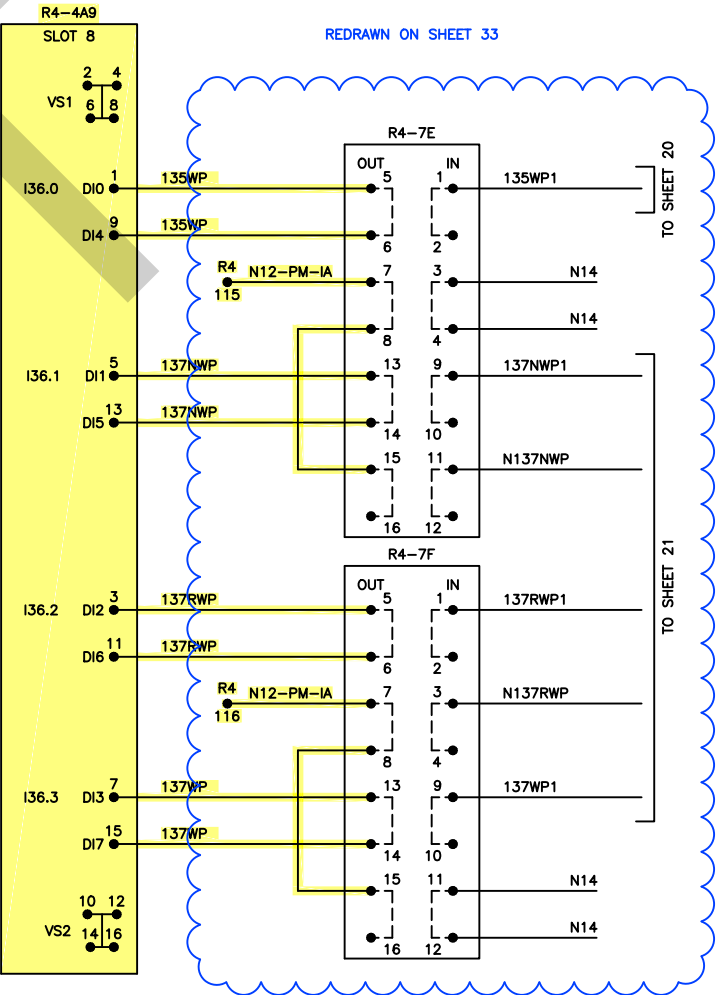 R4-4A9
SLOT 8
REDRAWN ON SHEET 33
2 4
VS1
6 8
R4-7E
OUT IN
I36.0 DI0 1 135WP 5 1 135WP1
TO SHEET 20
DI4 9 135WP 6 2
R4 N12-PM-IA 7 3 N14
115
8 4 N14
I36.1 DI1 5 137NWP 13 9 137NWP1
DI5 13 137NWP 14 10
15 11 N137NWP
16 12
TO SHEET 21
R4-7F
OUT IN
I36.2 DI2 3 137RWP 5 1 137RWP1
DI6 11 137RWP 6 2
R4 N12-PM-IA 7 3 N137RWP
116
8 4
I36.3 DI3 7 137WP 13 9 137WP1
DI7 15 137WP 14 10
15 11 N14
10 12
VS2
14 16
16 12 N14